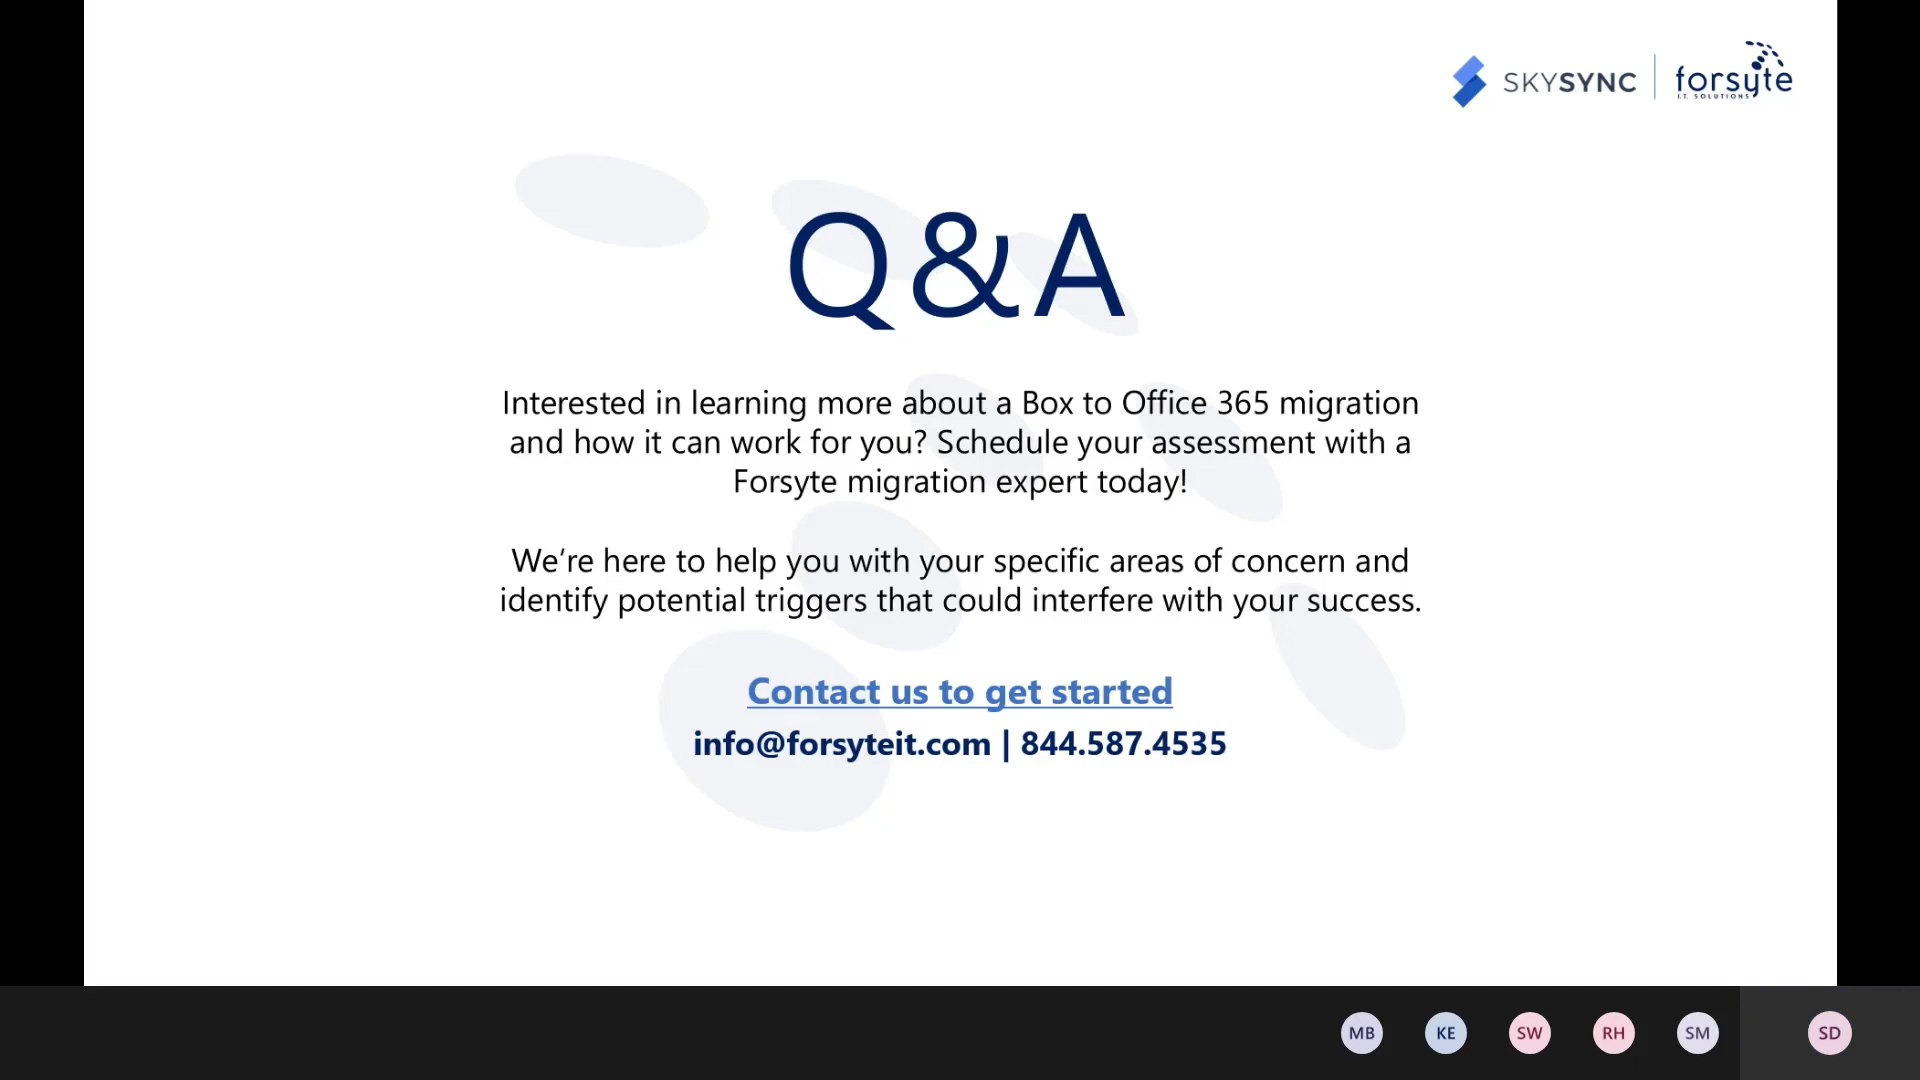 SKYSYNC
forsyte
I.T. SOLUTIONS
Q&A
Interested in learning more about a Box to Office 365 migration
and how it can work for you? Schedule your assessment with a
Forsyte migration expert today!
We’re here to help you with your specific areas of concern and
identify potential triggers that could interfere with your success.
Contact us to get started
info@forsyteit.com | 844.587.4535
MB KE SW RH SM SD